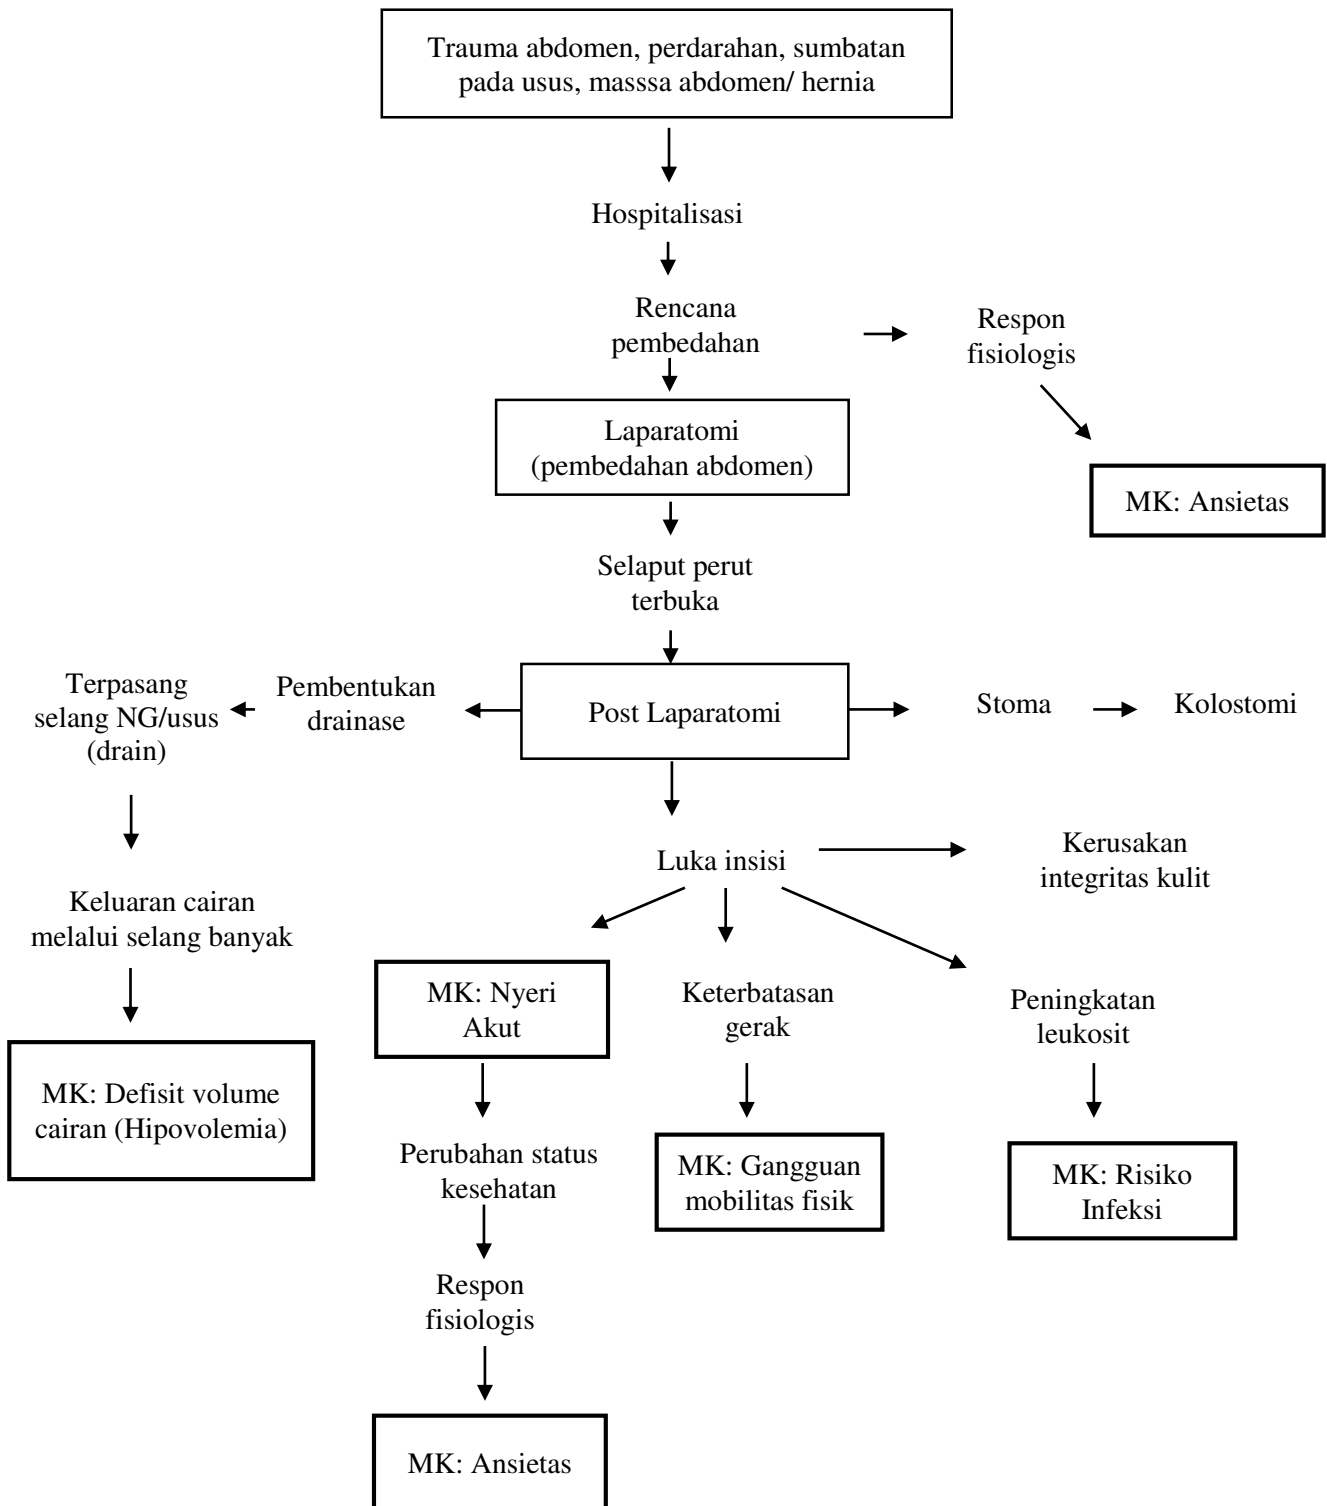 Trauma abdomen, perdarahan, sumbatan
pada usus, masssa abdomen/ hernia
Hospitalisasi
Rencana
pembedahan
Respon
fisiologis
Laparatomi
(pembedahan abdomen)
MK: Ansietas
Selaput perut
terbuka
Terpasang
selang NG/usus
(drain)
Pembentukan
drainase
Post Laparatomi
Stoma
Kolostomi
Luka insisi
Kerusakan
integritas kulit
Keluaran cairan
melalui selang banyak
MK: Nyeri
Akut
Keterbatasan
gerak
Peningkatan
leukosit
MK: Defisit volume
cairan (Hipovolemia)
Perubahan status
kesehatan
MK: Gangguan
mobilitas fisik
MK: Risiko
Infeksi
Respon
fisiologis
MK: Ansietas